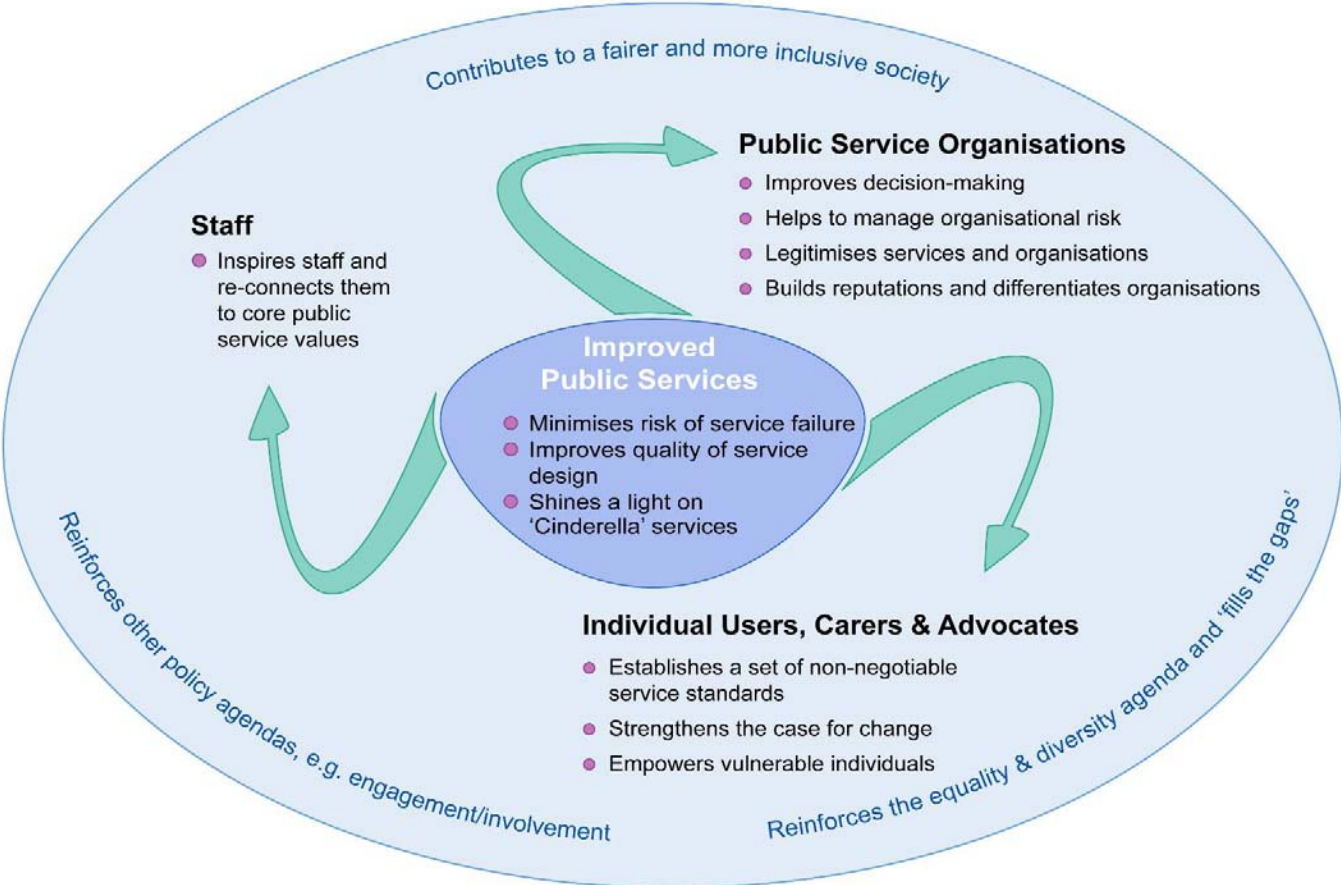 Contributes to a fairer and more inclusive society
Public Service Organisations
Improves decision-making
Helps to manage organisational risk
Legitimises services and organisations
Builds reputations and differentiates organisations
Staff
Inspires staff and
re-connects them
to core public
service values
Improved
Public Services
Minimises risk of service failure
Improves quality of service
design
Shines a light on
‘Cinderella’ services
Individual Users, Carers & Advocates
Establishes a set of non-negotiable
service standards
Strengthens the case for change
Empowers vulnerable individuals
Reinforces other policy agendas, e.g. engagement/involvement
Reinforces the equality & diversity agenda and ‘fills the gaps’